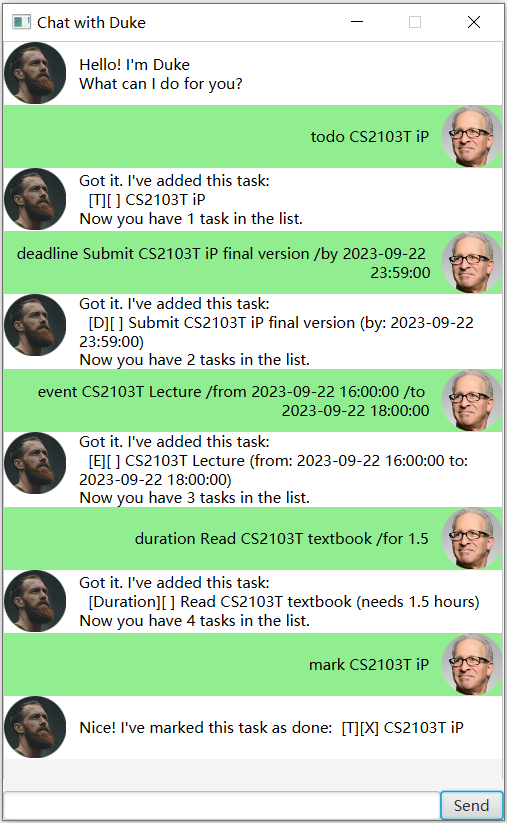 Chat with Duke
Hello! I'm Duke
What can I do for you?
todo CS2103T iP
Got it. I've added this task:
[T][ ] CS2103T iP
Now you have 1 task in the list.
deadline Submit CS2103T iP final version /by 2023-09-22
23:59:00
Got it. I've added this task:
[D][ ] Submit CS2103T iP final version (by: 2023-09-22
23:59:00)
Now you have 2 tasks in the list.
event CS2103T Lecture /from 2023-09-22 16:00:00 /to
2023-09-22 18:00:00
Got it. I've added this task:
[E][ ] CS2103T Lecture (from: 2023-09-22 16:00:00 to:
2023-09-22 18:00:00)
Now you have 3 tasks in the list.
duration Read CS2103T textbook /for 1.5
Got it. I've added this task:
[Duration][ ] Read CS2103T textbook (needs 1.5 hours)
Now you have 4 tasks in the list.
mark CS2103T iP
Nice! I've marked this task as done:  [T][X] CS2103T iP
Send